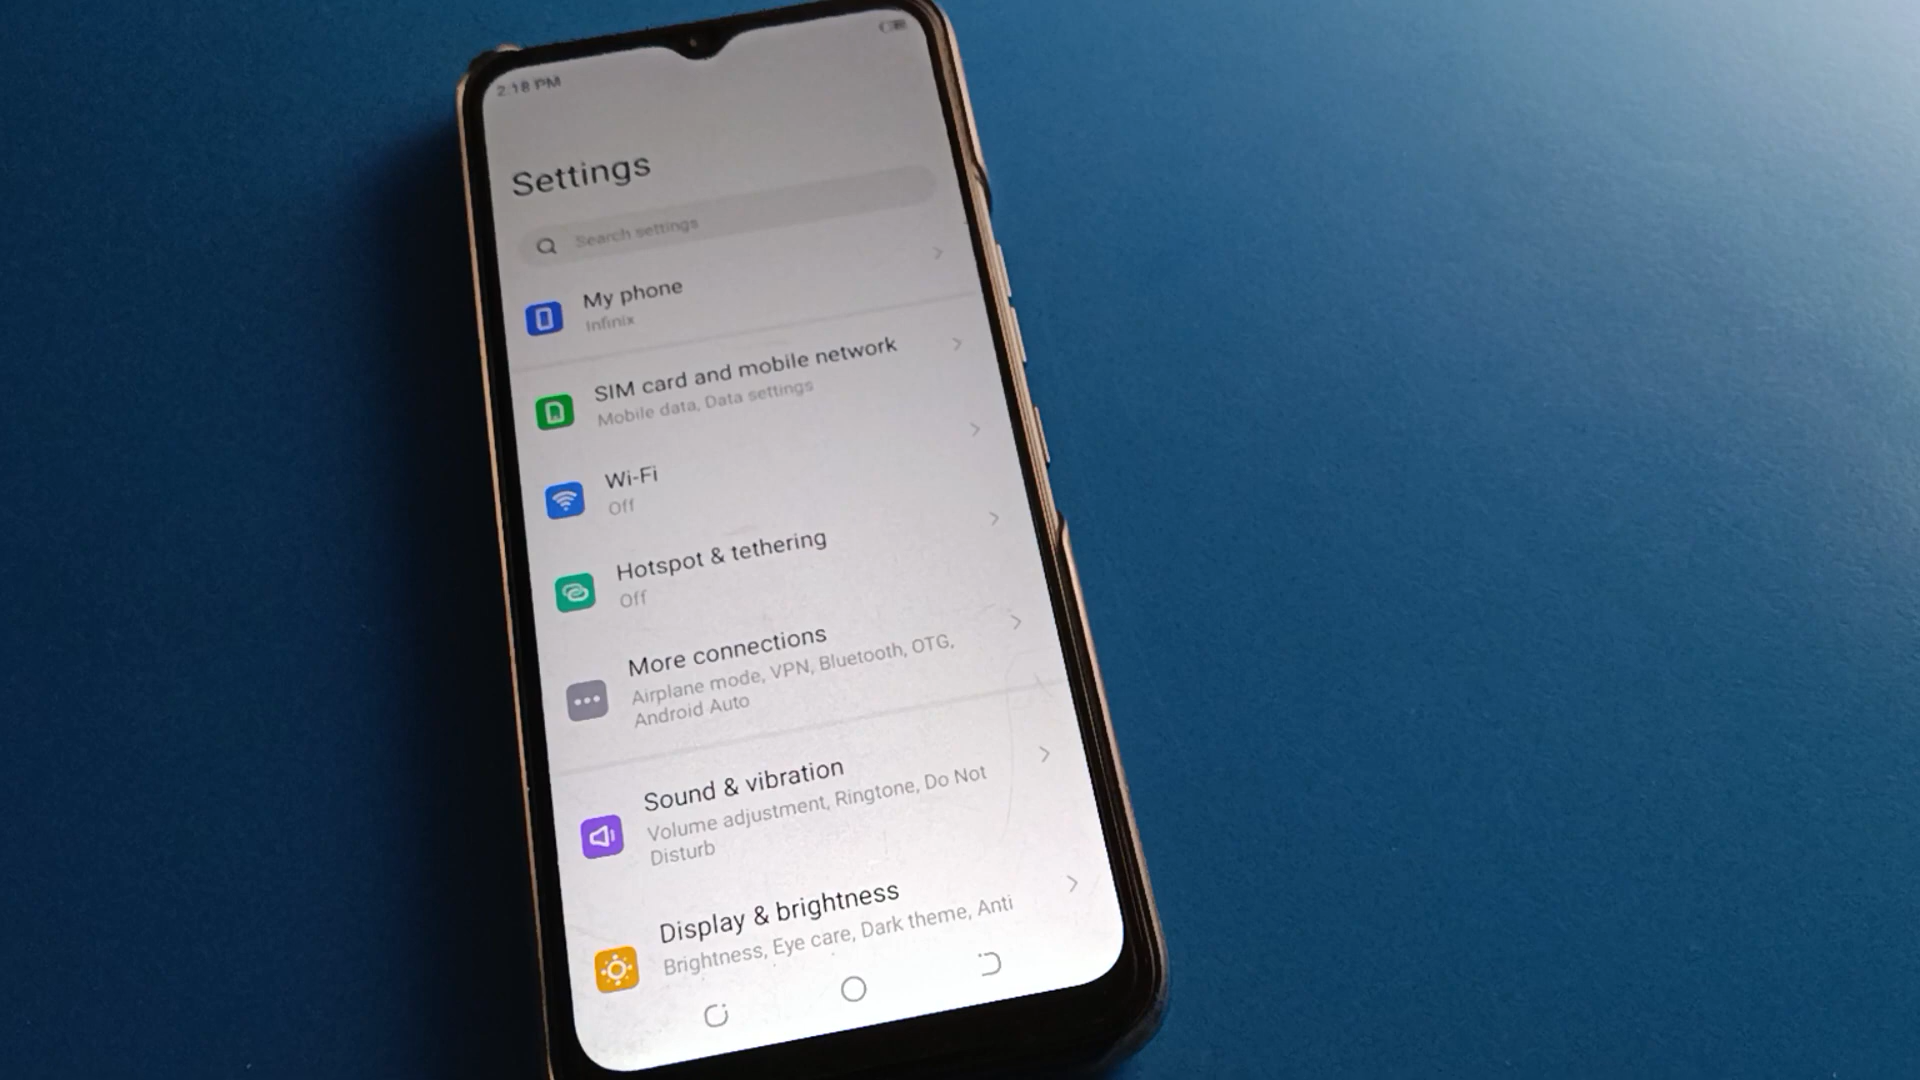 2:18 PM
Settings
Search settings
My phone
Infinix
SIM card and mobile network
Mobile data, Data settings
Wi-Fi
Off
Hotspot & tethering
Off
More connections
Airplane mode, VPN, Bluetooth, OTG,
Android Auto
Sound & vibration
Volume adjustment, Ringtone, Do Not
Disturb
Display & brightness
Brightness, Eye care, Dark theme, Anti